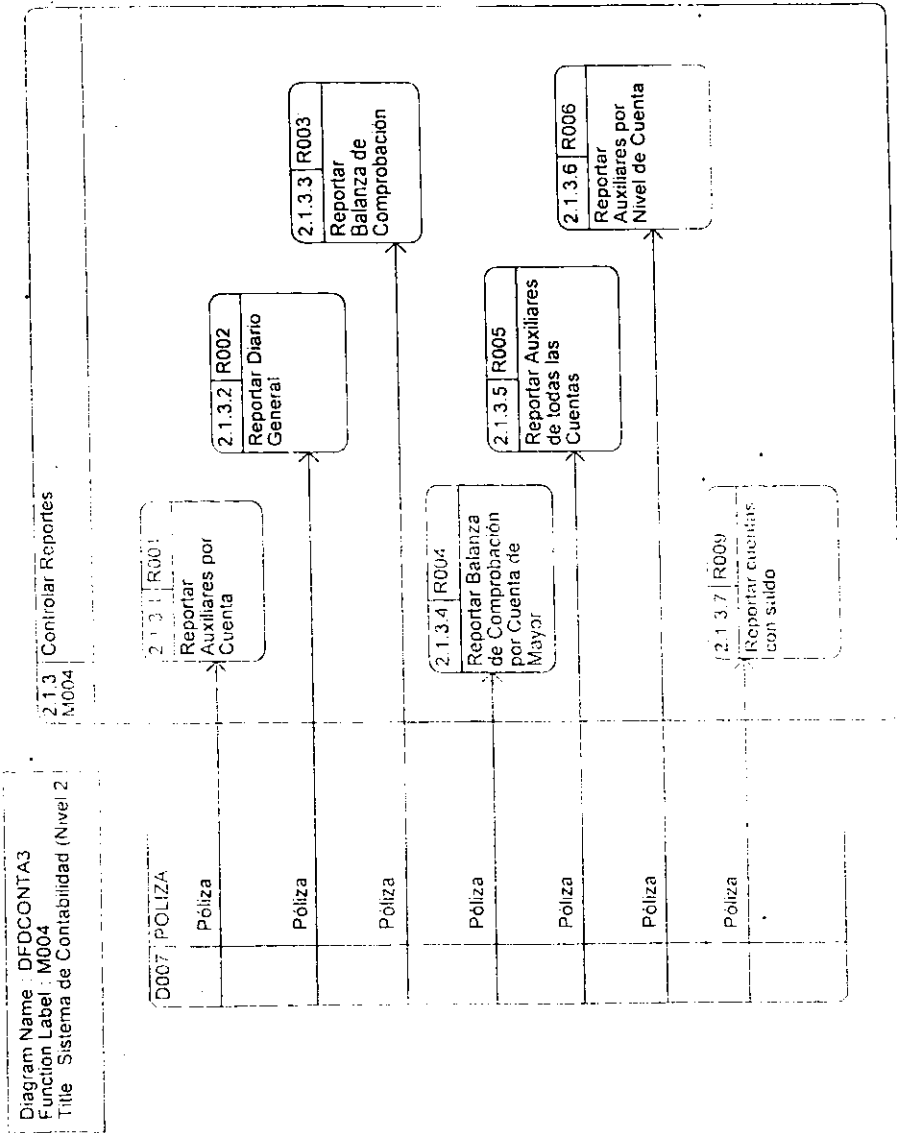 Diagram Name : DFDCONTA3
Function Label : M004
Title Sistema de Contabilidad (Nivel 2
2.1.3 Controlar Reportes
M004
D007 POLIZA
Póliza
Póliza
Póliza
Póliza
Póliza
Póliza
Póliza
2.1.3.1 R001
Reportar
Auxiliares por
Cuenta
2.1.3.2 R002
Reportar Diario
General
2.1.3.3 R003
Reportar
Balanza de
Comprobación
2.1.3.4 R004
Reportar Balanza
de Comprobación
por Cuenta de
Mayor
2.1.3.5 R005
Reportar Auxiliares
de todas las
Cuentas
2.1.3.6 R006
Reportar
Auxiliares por
Nivel de Cuenta
2.1.3.7 R009
Reportar cuentas
con saldo